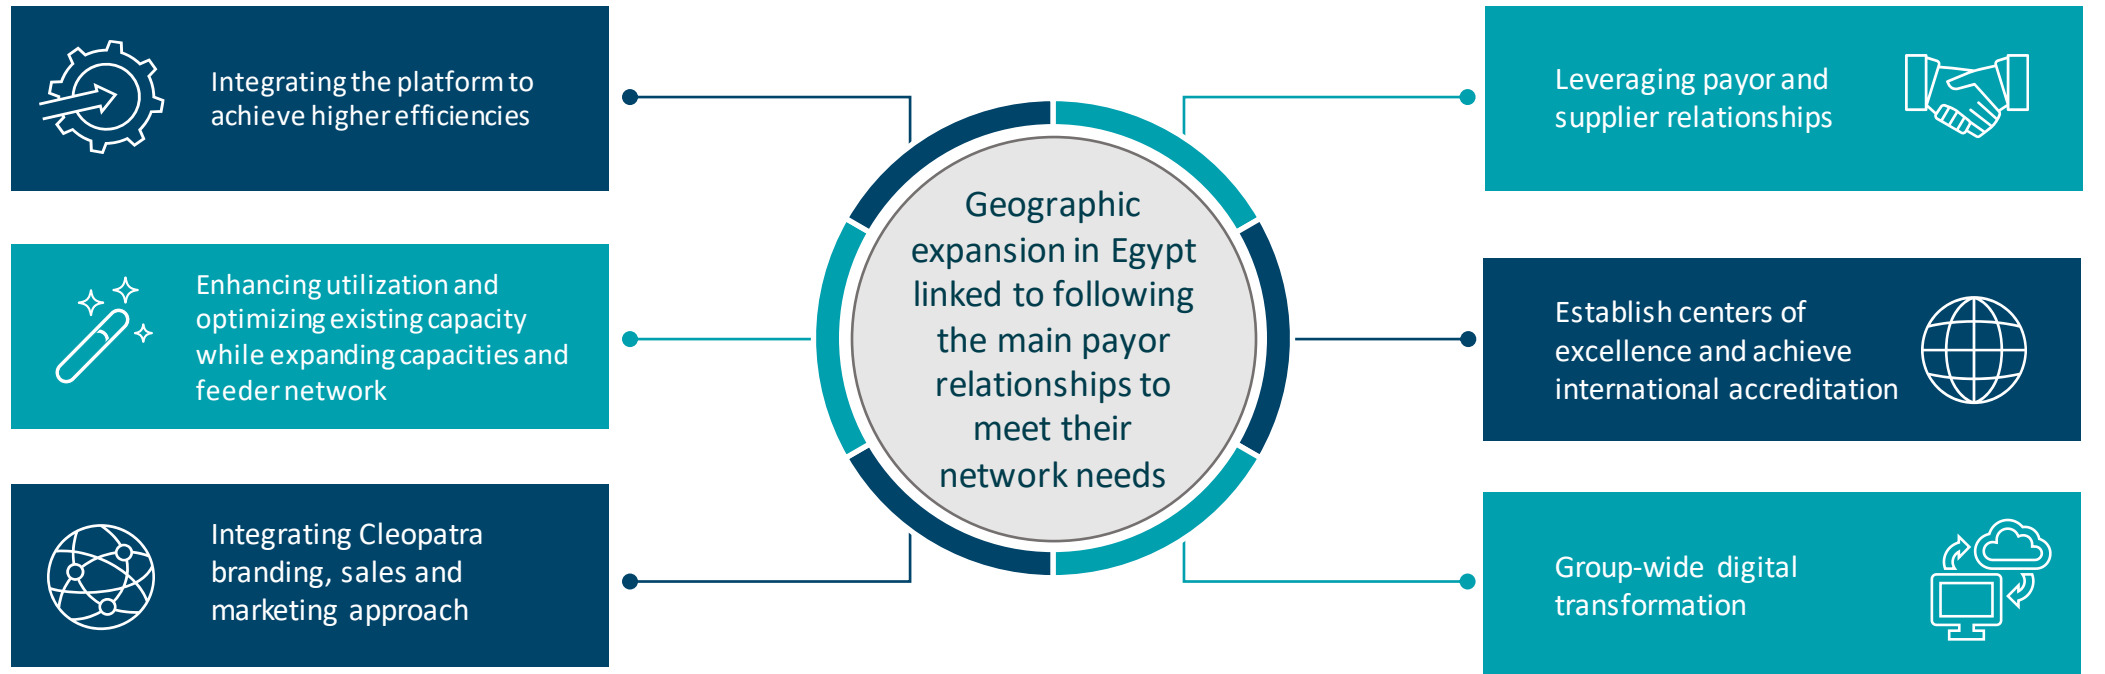 Integrating the platform to
achieve higher efficiencies
Enhancing utilization and
optimizing existing capacity
while expanding capacities and
feeder network
Integrating Cleopatra
branding, sales and
marketing approach
Geographic
expansion in Egypt
linked to following
the main payor
relationships to
meet their
network needs
Leveraging payor and
supplier relationships
Establish centers of
excellence and achieve
international accreditation
Group-wide digital
transformation